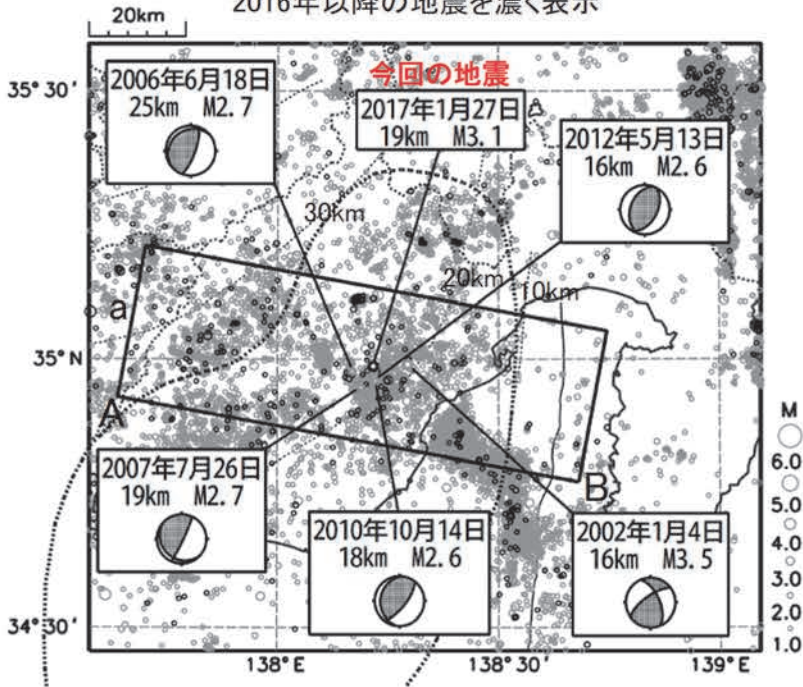 2016年以降の地震を濃く表示
20km
35°30'
35°N
34°30'
138°E
138°30'
139°E
2006年6月18日
25km M2.7
今回の地震
2017年1月27日
19km M3.1
2012年5月13日
16km M2.6
30km
20km
10km
a
A
B
2007年7月26日
19km M2.7
2010年10月14日
18km M2.6
2002年1月4日
16km M3.5
M
6.0
5.0
4.0
3.0
2.0
1.0